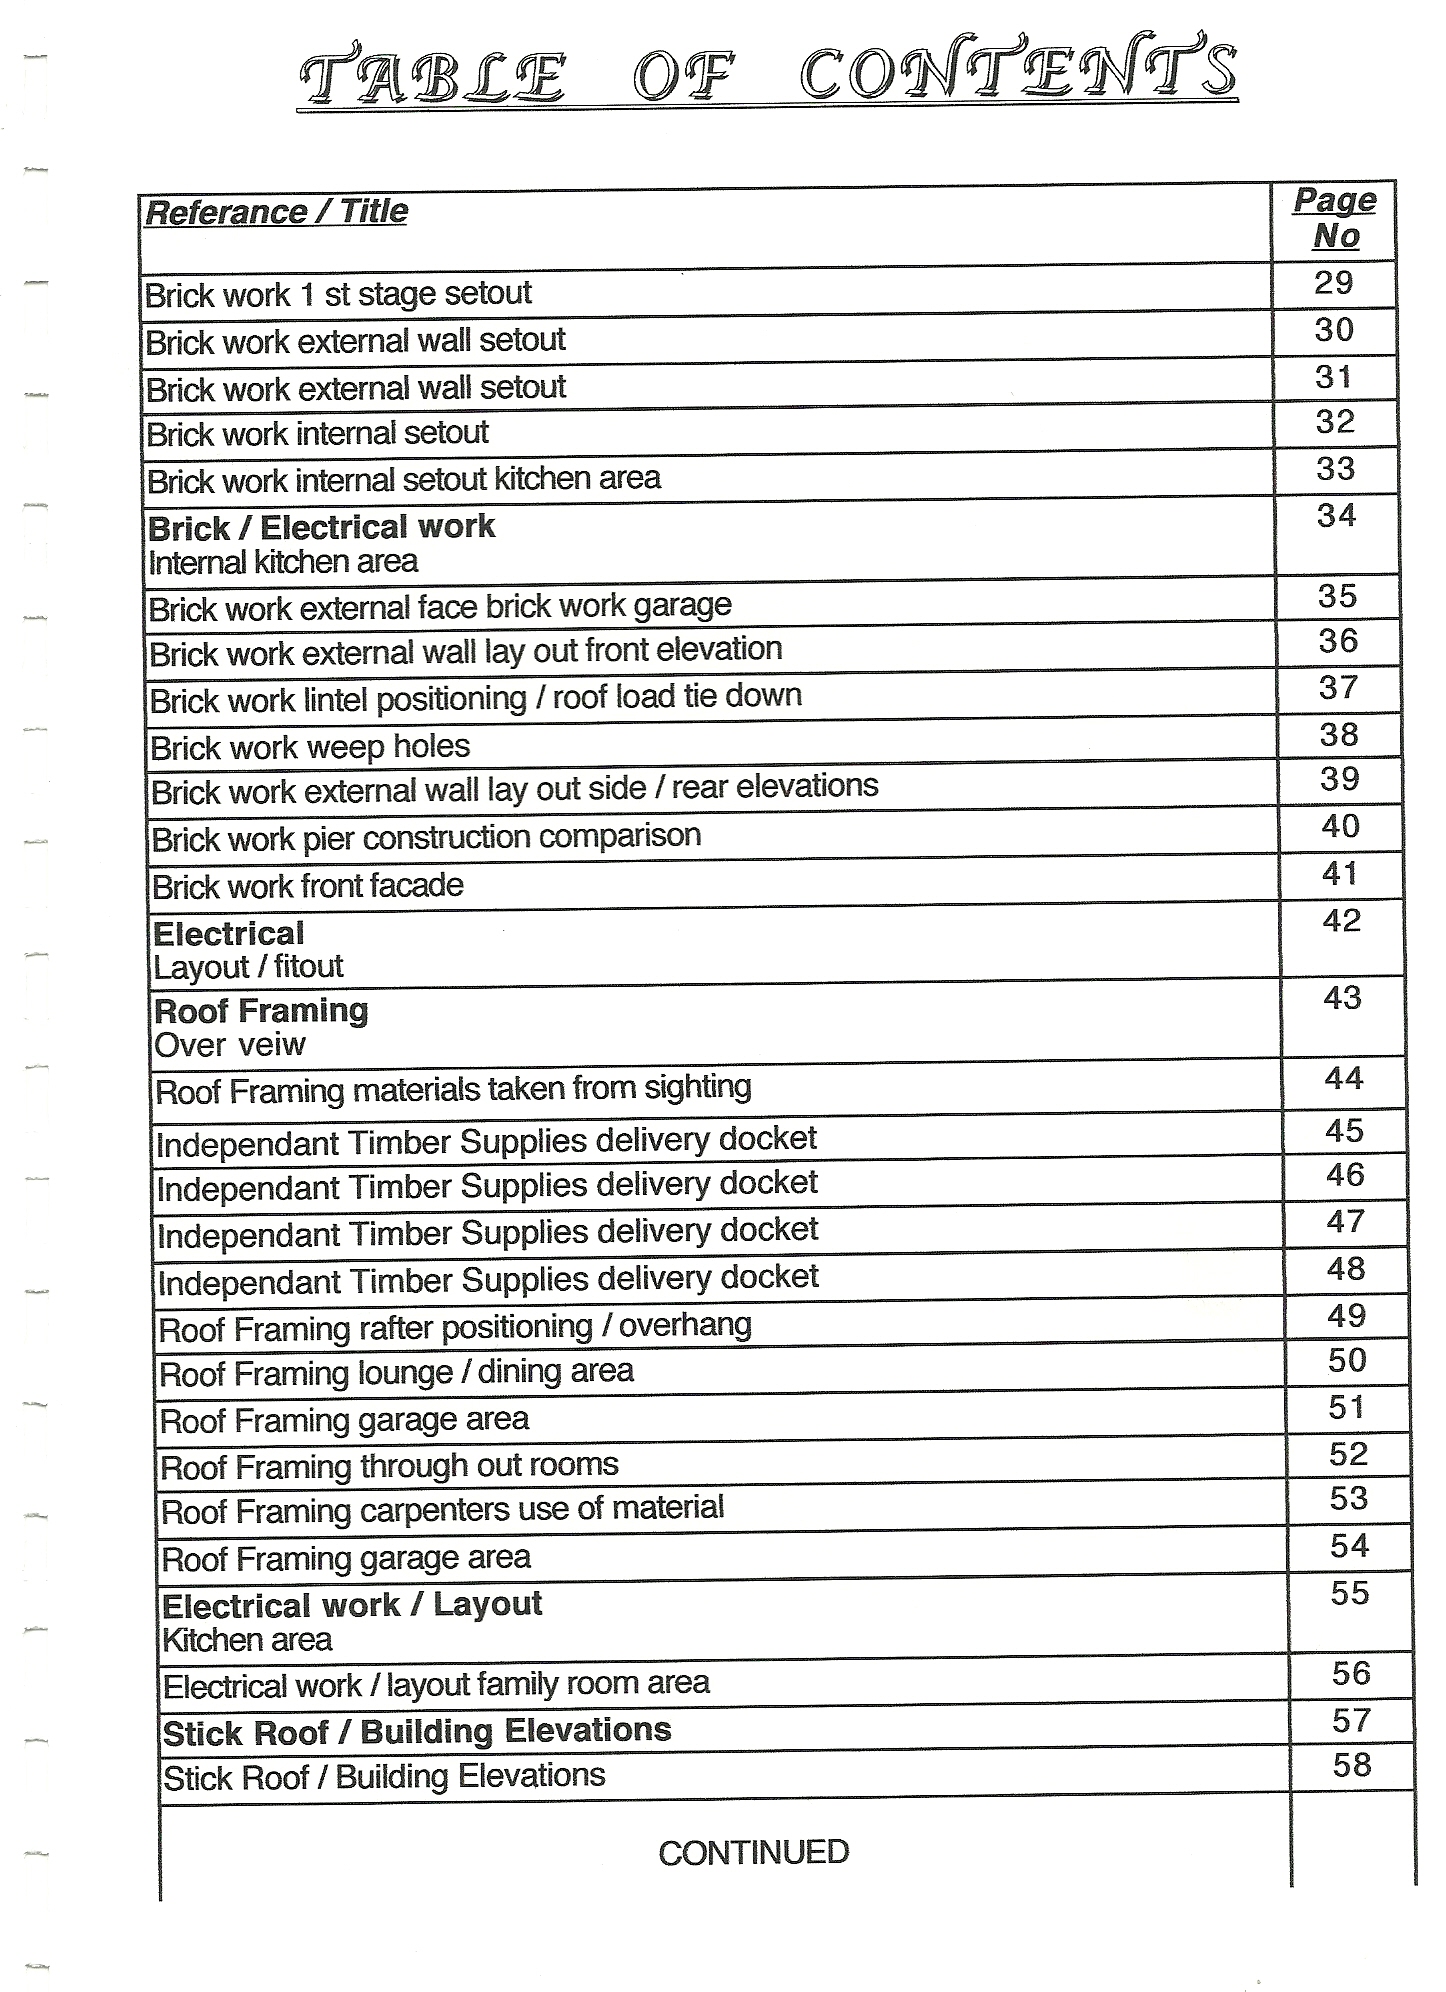 TABLE OF CONTENTS
Referance / Title
Page
No
Brick work 1 st stage setout 29
Brick work external wall setout 30
Brick work external wall setout 31
Brick work internal setout 32
Brick work internal setout kitchen area 33
Brick / Electrical work 34
Internal kitchen area
Brick work external face brick work garage 35
Brick work external wall lay out front elevation 36
Brick work lintel positioning / roof load tie down 37
Brick work weep holes 38
Brick work external wall lay out side / rear elevations 39
Brick work pier construction comparison 40
Brick work front facade 41
Electrical 42
Layout / fitout
Roof Framing 43
Over veiw
Roof Framing materials taken from sighting 44
Independant Timber Supplies delivery docket 45
Independant Timber Supplies delivery docket 46
Independant Timber Supplies delivery docket 47
Independant Timber Supplies delivery docket 48
Roof Framing rafter positioning / overhang 49
Roof Framing lounge / dining area 50
Roof Framing garage area 51
Roof Framing through out rooms 52
Roof Framing carpenters use of material 53
Roof Framing garage area 54
Electrical work / Layout 55
Kitchen area
Electrical work / layout family room area 56
Stick Roof / Building Elevations 57
Stick Roof / Building Elevations 58
CONTINUED